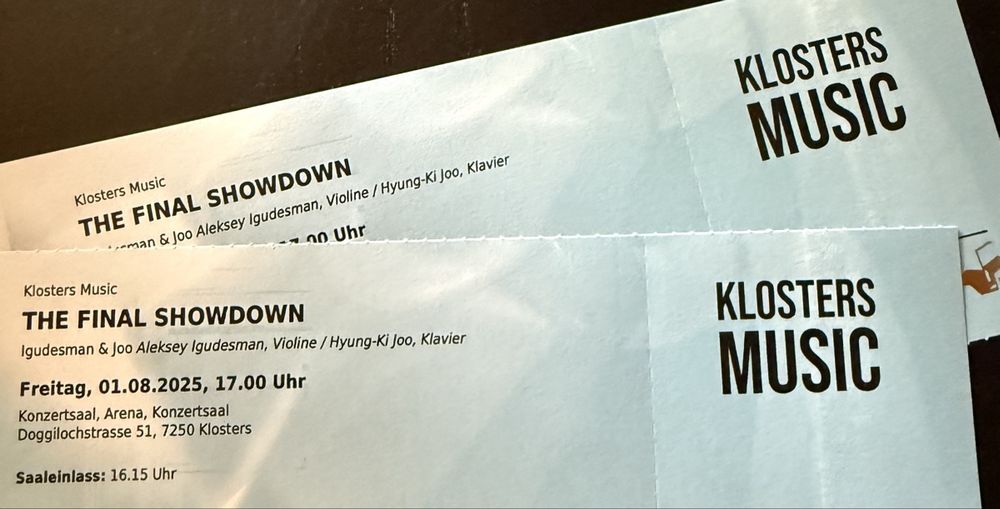 KLOSTERS
MUSIC
Klosters Music
THE FINAL SHOWDOWN
& Joo Aleksey Igudesman, Violine / Hyung-Ki Joo, Klavier
Uhr
Klosters Music
THE FINAL SHOWDOWN
Igudesman & Joo Aleksey Igudesman, Violine / Hyung-Ki Joo, Klavier
Freitag, 01.08.2025, 17.00 Uhr
Konzertsaal, Arena, Konzertsaal
Doggilochstrasse 51, 7250 Klosters
Saaleinlass: 16.15 Uhr
KLOSTERS
MUSIC